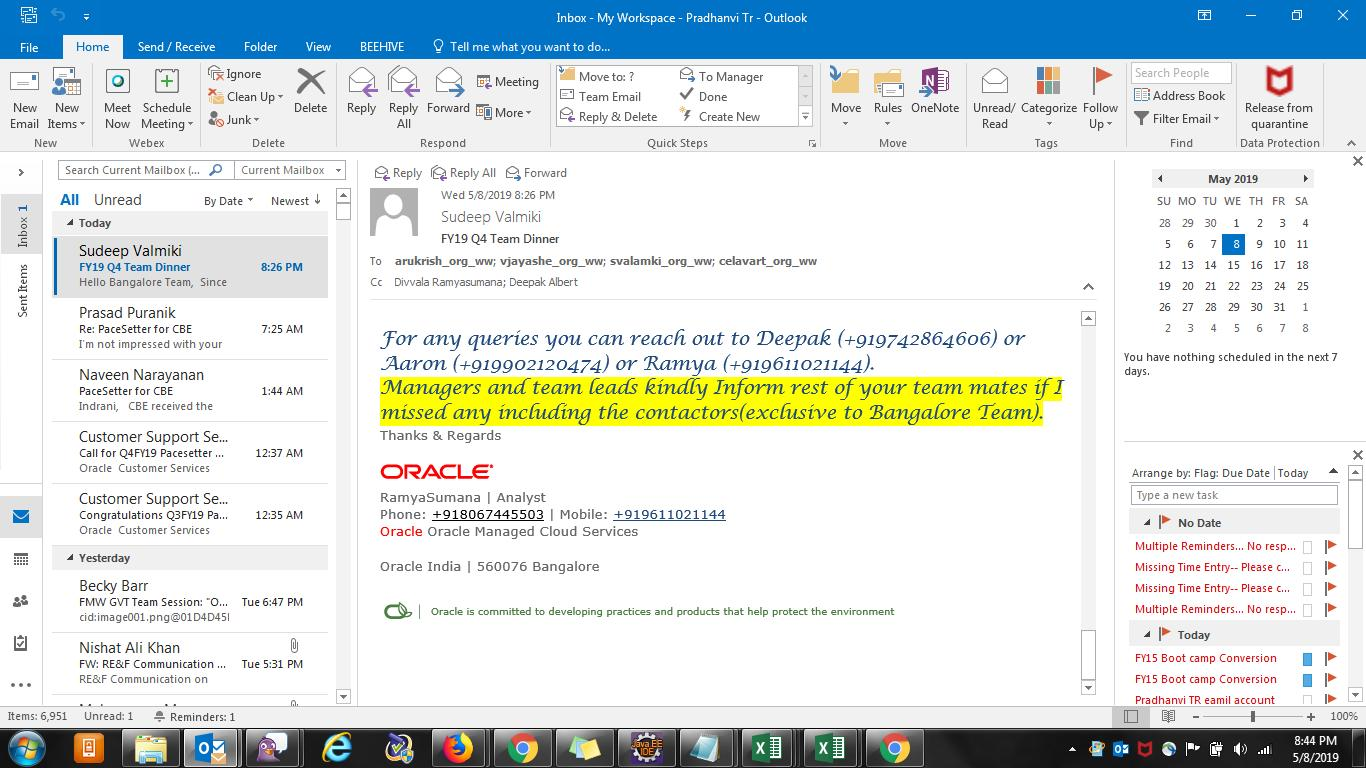 Inbox - My Workspace - Pradhanvi Tr - Outlook
File Home Send / Receive Folder View BEEHIVE Tell me what you want to do...
New Email
New Items
New
Meet Now
Schedule Meeting
Webex
Ignore
Clean Up
Junk
Delete
Delete
Reply
Reply All
Forward
Meeting
More
Respond
Move to: ?
To Manager
Team Email
Done
Reply & Delete
Create New
Quick Steps
Move
Rules
OneNote
Move
Unread/ Read
Categorize
Follow Up
Tags
Search People
Address Book
Filter Email
Find
Release from quarantine
Data Protection
Inbox 1
Sent Items
Search Current Mailbox (... Current Mailbox
All Unread By Date Newest
Today
Sudeep Valmiki
FY19 Q4 Team Dinner 8:26 PM
Hello Bangalore Team, Since
Prasad Puranik
Re: PaceSetter for CBE 7:25 AM
I'm not impressed with your
Naveen Narayanan
PaceSetter for CBE 1:44 AM
Indrani, CBE received the
Customer Support Se...
Call for Q4FY19 Pacesetter ... 12:37 AM
Oracle Customer Services
Customer Support Se...
Congratulations Q3FY19 Pa... 12:35 AM
Oracle Customer Services
Yesterday
Becky Barr
FMW GVT Team Session: "O... Tue 6:47 PM
cid:image001.png@01D4D45
Nishat Ali Khan
FW: RE&F Communication ... Tue 5:31 PM
RE&F Communication on
Reply Reply All Forward
Wed 5/8/2019 8:26 PM
Sudeep Valmiki
FY19 Q4 Team Dinner
To arukrish_org_ww; vjayashe_org_ww; svalamki_org_ww; celavart_org_ww
Cc Divvala Ramyasumana; Deepak Albert
For any queries you can reach out to Deepak (+919742864606) or
Aaron (+919902120474) or Ramya (+919611021144).
Managers and team leads kindly Inform rest of your team mates if I
missed any including the contactors(exclusive to Bangalore Team).
Thanks & Regards
ORACLE
RamyaSumana | Analyst
Phone: +918067445503 | Mobile: +919611021144
Oracle Oracle Managed Cloud Services
Oracle India | 560076 Bangalore
Oracle is committed to developing practices and products that help protect the environment
May 2019
SU MO TU WE TH FR SA
28 29 30 1 2 3 4
5 6 7 8 9 10 11
12 13 14 15 16 17 18
19 20 21 22 23 24 25
26 27 28 29 30 31 1
2 3 4 5 6 7 8
You have nothing scheduled in the next 7
days.
Arrange by: Flag: Due Date Today
Type a new task
No Date
Multiple Reminders... No resp...
Missing Time Entry-- Please c...
Missing Time Entry-- Please c...
Multiple Reminders... No resp...
Today
FY15 Boot camp Conversion
FY15 Boot camp Conversion
Pradhanvi TR eamil account
Items: 6,951 Unread: 1 Reminders: 1 100%
Java EE IDE
8:44 PM
5/8/2019